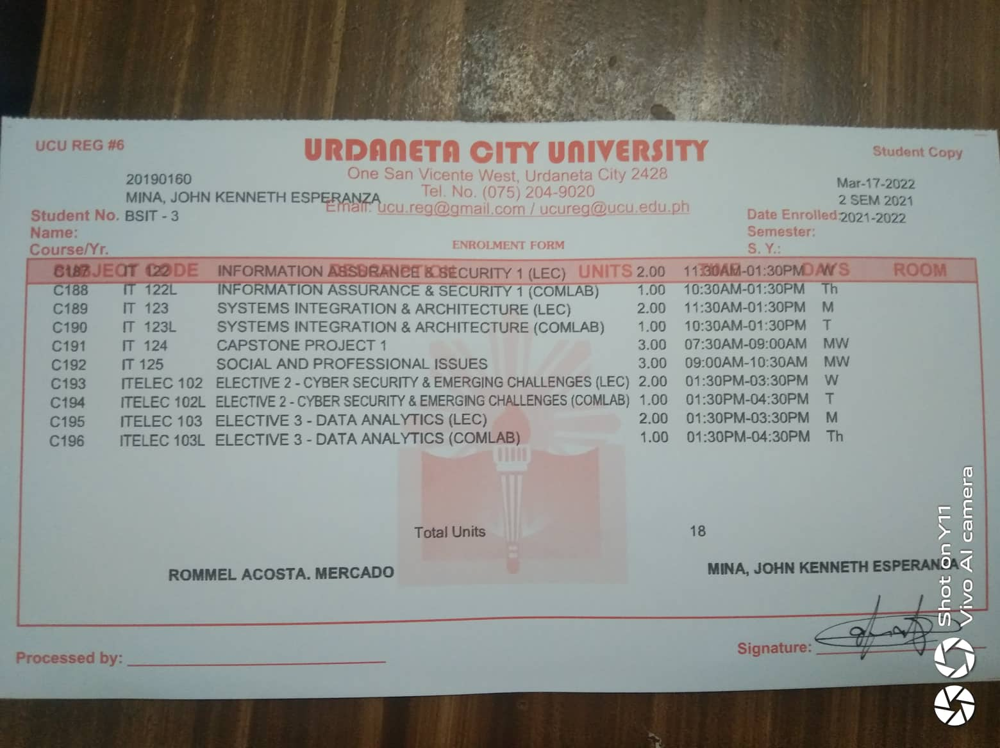 UCU REG #6
URDANETA CITY UNIVERSITY
Student Copy
One San Vicente West, Urdaneta City 2428
Tel. No. (075) 204-9020
Email: ucu.reg@gmail.com / ucureg@ucu.edu.ph
20190160
MINA, JOHN KENNETH ESPERANZA
Student No. BSIT - 3
Name:
Course/Yr.
Mar-17-2022
2 SEM 2021
Date Enrolled: 2021-2022
Semester:
S. Y.:
ENROLMENT FORM
SUBJECT CODE DESCRIPTION UNITS TIME DAYS ROOM
C187 IT 122 INFORMATION ASSURANCE & SECURITY 1 (LEC) 2.00 11:30AM-01:30PM W
C188 IT 122L INFORMATION ASSURANCE & SECURITY 1 (COMLAB) 1.00 10:30AM-01:30PM Th
C189 IT 123 SYSTEMS INTEGRATION & ARCHITECTURE (LEC) 2.00 11:30AM-01:30PM M
C190 IT 123L SYSTEMS INTEGRATION & ARCHITECTURE (COMLAB) 1.00 10:30AM-01:30PM T
C191 IT 124 CAPSTONE PROJECT 1 3.00 07:30AM-09:00AM MW
C192 IT 125 SOCIAL AND PROFESSIONAL ISSUES 3.00 09:00AM-10:30AM MW
C193 ITELEC 102 ELECTIVE 2 - CYBER SECURITY & EMERGING CHALLENGES (LEC) 2.00 01:30PM-03:30PM W
C194 ITELEC 102L ELECTIVE 2 - CYBER SECURITY & EMERGING CHALLENGES (COMLAB) 1.00 01:30PM-04:30PM T
C195 ITELEC 103 ELECTIVE 3 - DATA ANALYTICS (LEC) 2.00 01:30PM-03:30PM M
C196 ITELEC 103L ELECTIVE 3 - DATA ANALYTICS (COMLAB) 1.00 01:30PM-04:30PM Th
Total Units 18
ROMMEL ACOSTA. MERCADO
MINA, JOHN KENNETH ESPERANZA
Processed by:
Signature:
Shot on Y11
Vivo AI camera